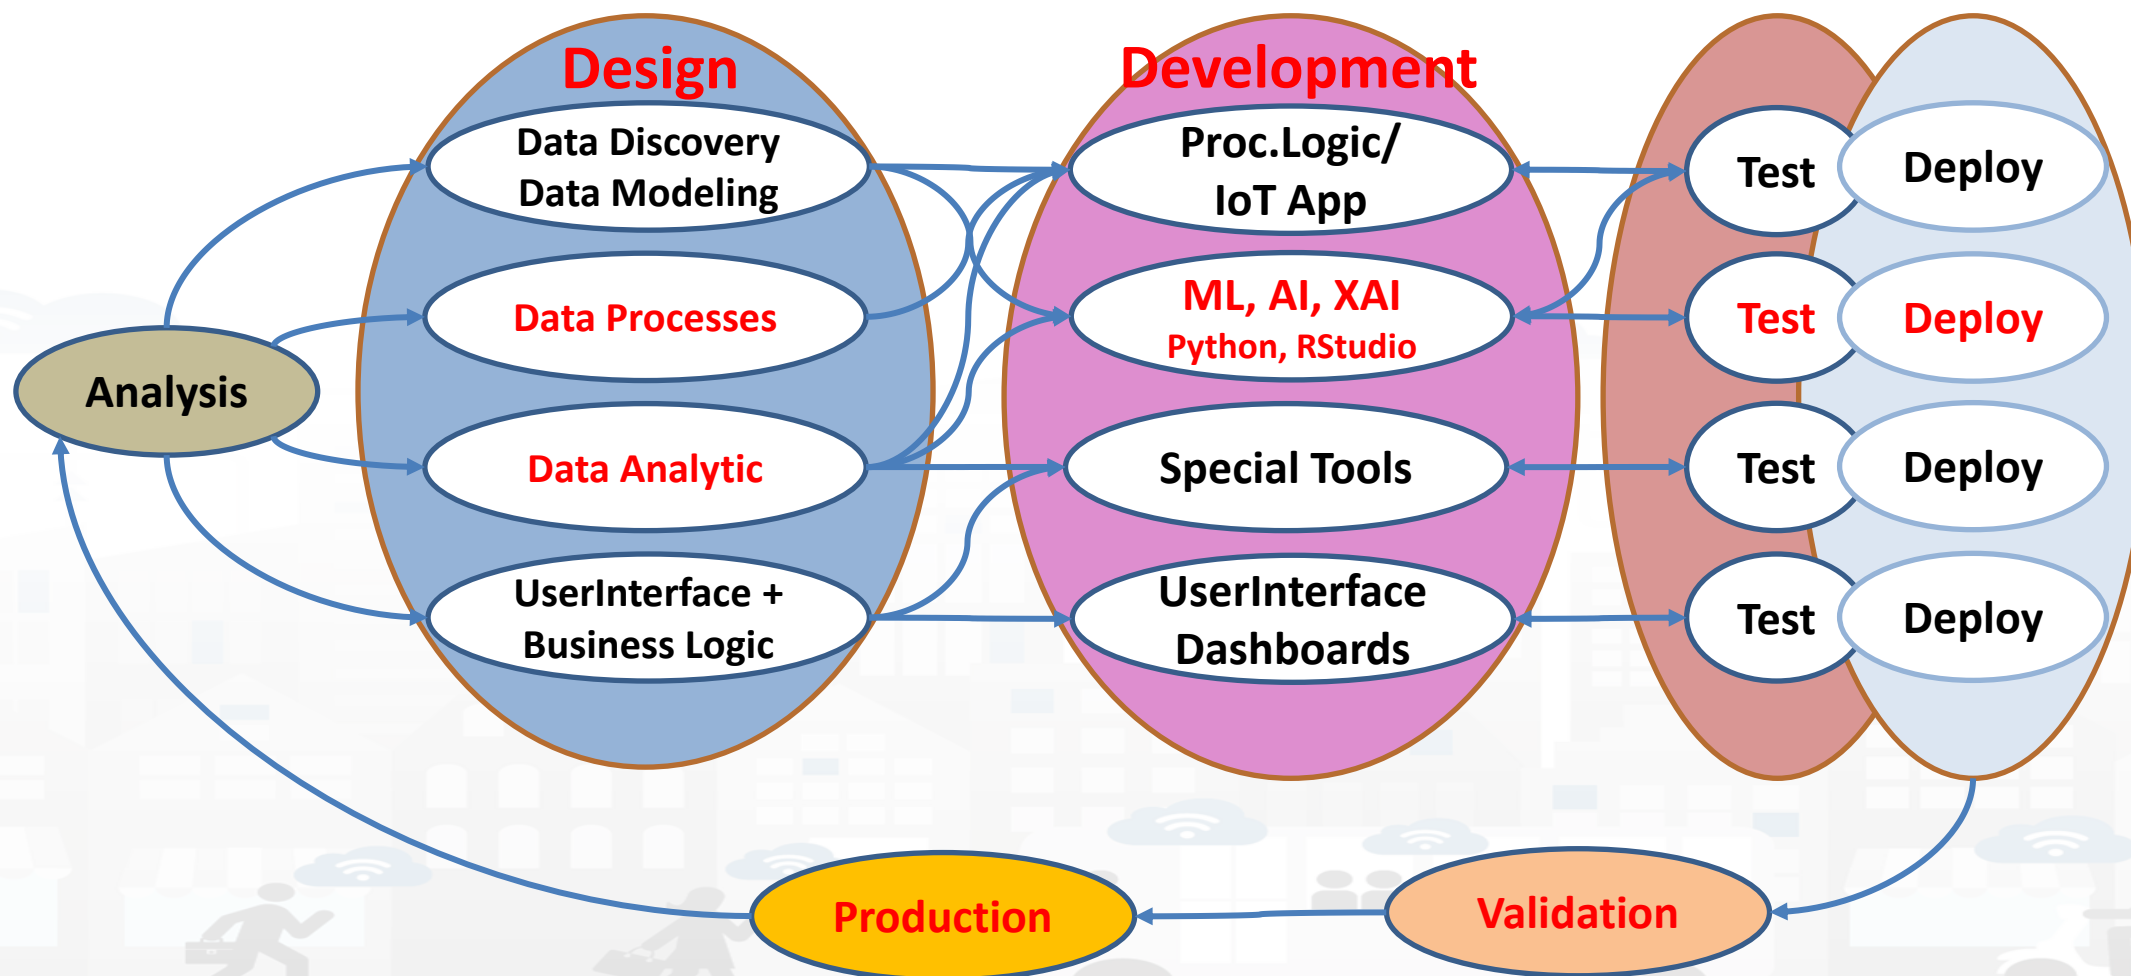 Design
Development
Data Discovery
Data Modeling
Proc.Logic/
IoT App
Test
Deploy
Data Processes
ML, AI, XAI
Python, RStudio
Test
Deploy
Analysis
Data Analytic
Special Tools
Test
Deploy
UserInterface +
Business Logic
UserInterface
Dashboards
Test
Deploy
Production
Validation